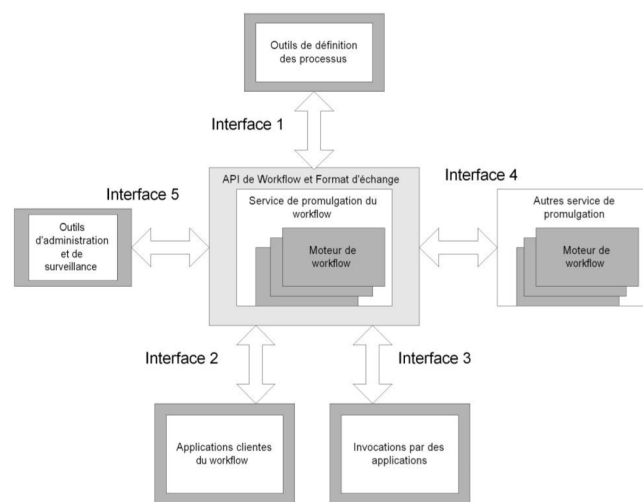 Outils de définition
des processus
Interface 1
API de Workflow et Format d'échange
Interface 5
Interface 4
Service de promulgation du
workflow
Autres service de
promulgation
Outils
d'administration
et de
surveillance
Moteur de
workflow
Moteur de
workflow
Interface 2
Interface 3
Applications clientes
du workflow
Invocations par des
applications